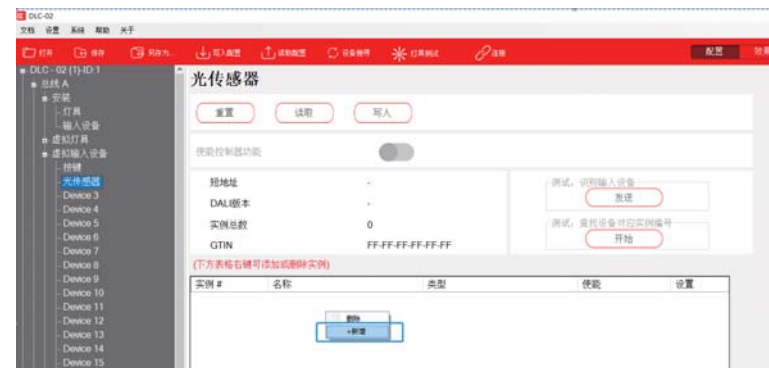 DLC-02
文档 设置 系统 帮助 关于
打开 保存 另存为... 写入配置 读取配置 设备搜寻 灯具测试 连接 配置
DLC - 02 (1)-ID:1
总线 A
安装
灯具
输入设备
虚拟灯具
虚拟输入设备
按键
光传感器
Device 3
Device 4
Device 5
Device 6
Device 7
Device 8
Device 9
Device 10
Device 11
Device 12
Device 13
Device 14
Device 15
光传感器
重置 读取 写入
使能控制器功能
短地址 -
DALI版本 -
实例总数 0
GTIN FF-FF-FF-FF-FF-FF
测试，识别输入设备
发送
测试，查找设备对应实例编号
开始
(下方表格右键可添加或删除实例)
实例 # 名称 类型 使能 设置
删除
+新增